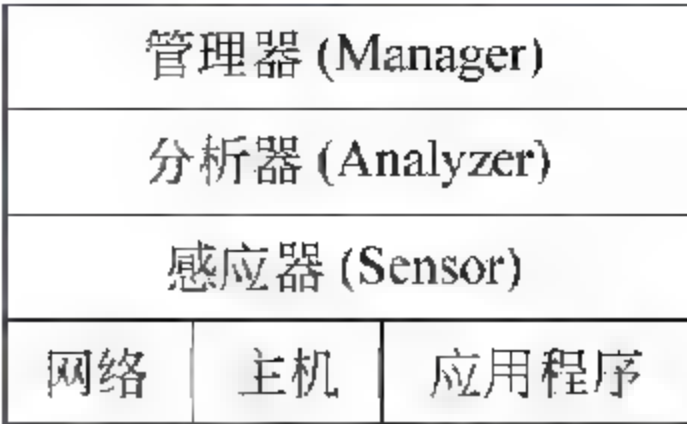 管理器 (Manager)
分析器 (Analyzer)
感应器 (Sensor)
网络 主机 应用程序